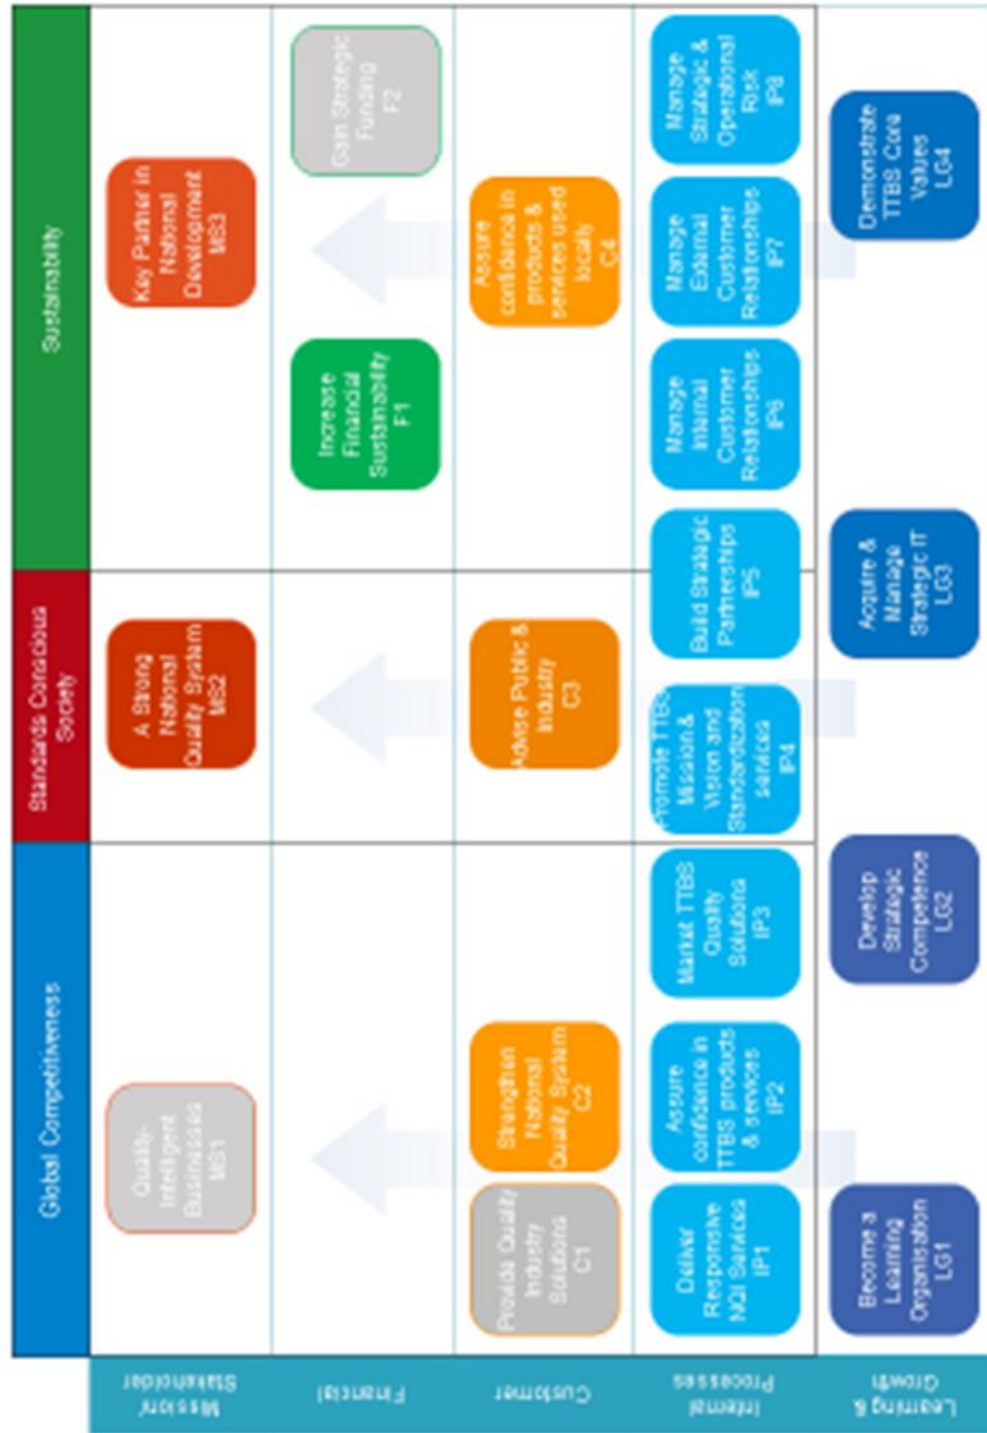 Global Competitiveness
Standards Conscious
Society
Sustainability
Mission/
Stakeholder
Quality-
Intelligent
Businesses
MS1
A Strong
National
Quality System
MS2
Key Partner in
National
Development
MS3
Financial
Increase
Financial
Sustainability
F1
Gain Strategic
Funding
F2
Customer
Provide Quality
Industry
Solutions
C1
Strengthen
National
Quality System
C2
Advise Public &
Industry
C3
Assure
confidence in
products &
services used
locally
C4
Internal
Processes
Deliver
Responsive
NQI Services
IP1
Assure
confidence in
TTBS products
& services
IP2
Market TTBS
Quality
Solutions
IP3
Promote TTBS
Mission &
Vision and
Standardization
services
IP4
Build Strategic
Partnerships
IP5
Manage
Internal
Customer
Relationships
IP6
Manage
External
Customer
Relationships
IP7
Manage
Strategic &
Operational
Risk
IP8
Learning &
Growth
Become a
Learning
Organisation
LG1
Develop
Strategic
Competence
LG2
Acquire &
Manage
Strategic IT
LG3
Demonstrate
TTBS Core
Values
LG4